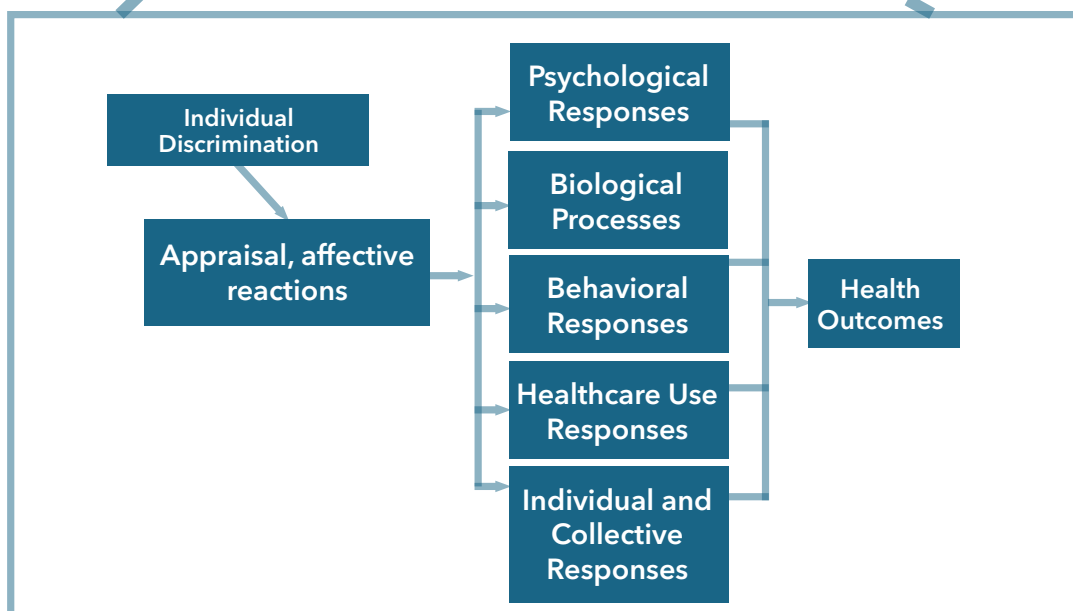 Individual
Discrimination
Appraisal, affective
reactions
Psychological
Responses
Biological
Processes
Behavioral
Responses
Healthcare Use
Responses
Individual and
Collective
Responses
Health
Outcomes